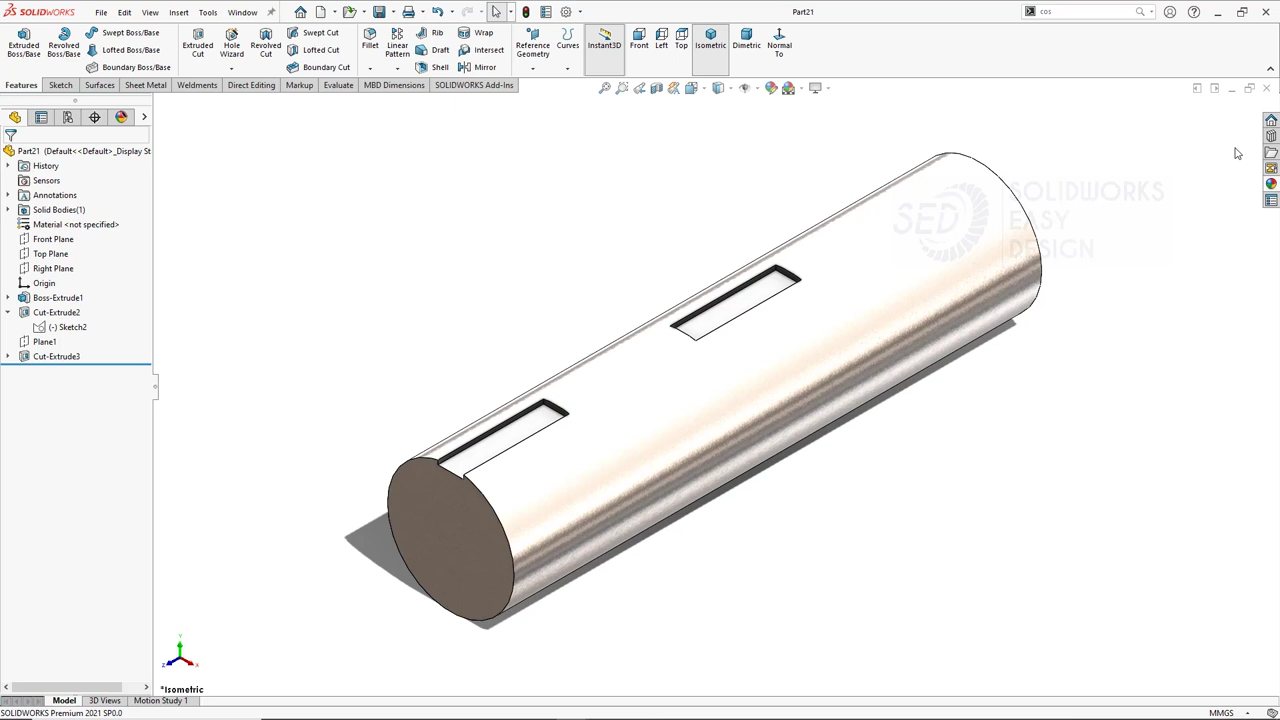 SOLIDWORKS
File Edit View Insert Tools Window
Part21
cos
Extruded Boss/Base
Revolved Boss/Base
Swept Boss/Base
Lofted Boss/Base
Boundary Boss/Base
Extruded Cut
Hole Wizard
Revolved Cut
Swept Cut
Lofted Cut
Boundary Cut
Fillet
Linear Pattern
Rib
Draft
Shell
Wrap
Intersect
Mirror
Reference Geometry
Curves
Instant3D
Front
Left
Top
Isometric
Dimetric
Normal To
Features Sketch Surfaces Sheet Metal Weldments Direct Editing Markup Evaluate MBD Dimensions SOLIDWORKS Add-Ins
Part21 (Default<<Default>_Display St
History
Sensors
Annotations
Solid Bodies(1)
Material <not specified>
Front Plane
Top Plane
Right Plane
Origin
Boss-Extrude1
Cut-Extrude2
(-) Sketch2
Plane1
Cut-Extrude3
SED
SOLIDWORKS
EASY
DESIGN
Y
Z
X
*Isometric
Model 3D Views Motion Study 1
SOLIDWORKS Premium 2021 SP0.0
MMGS